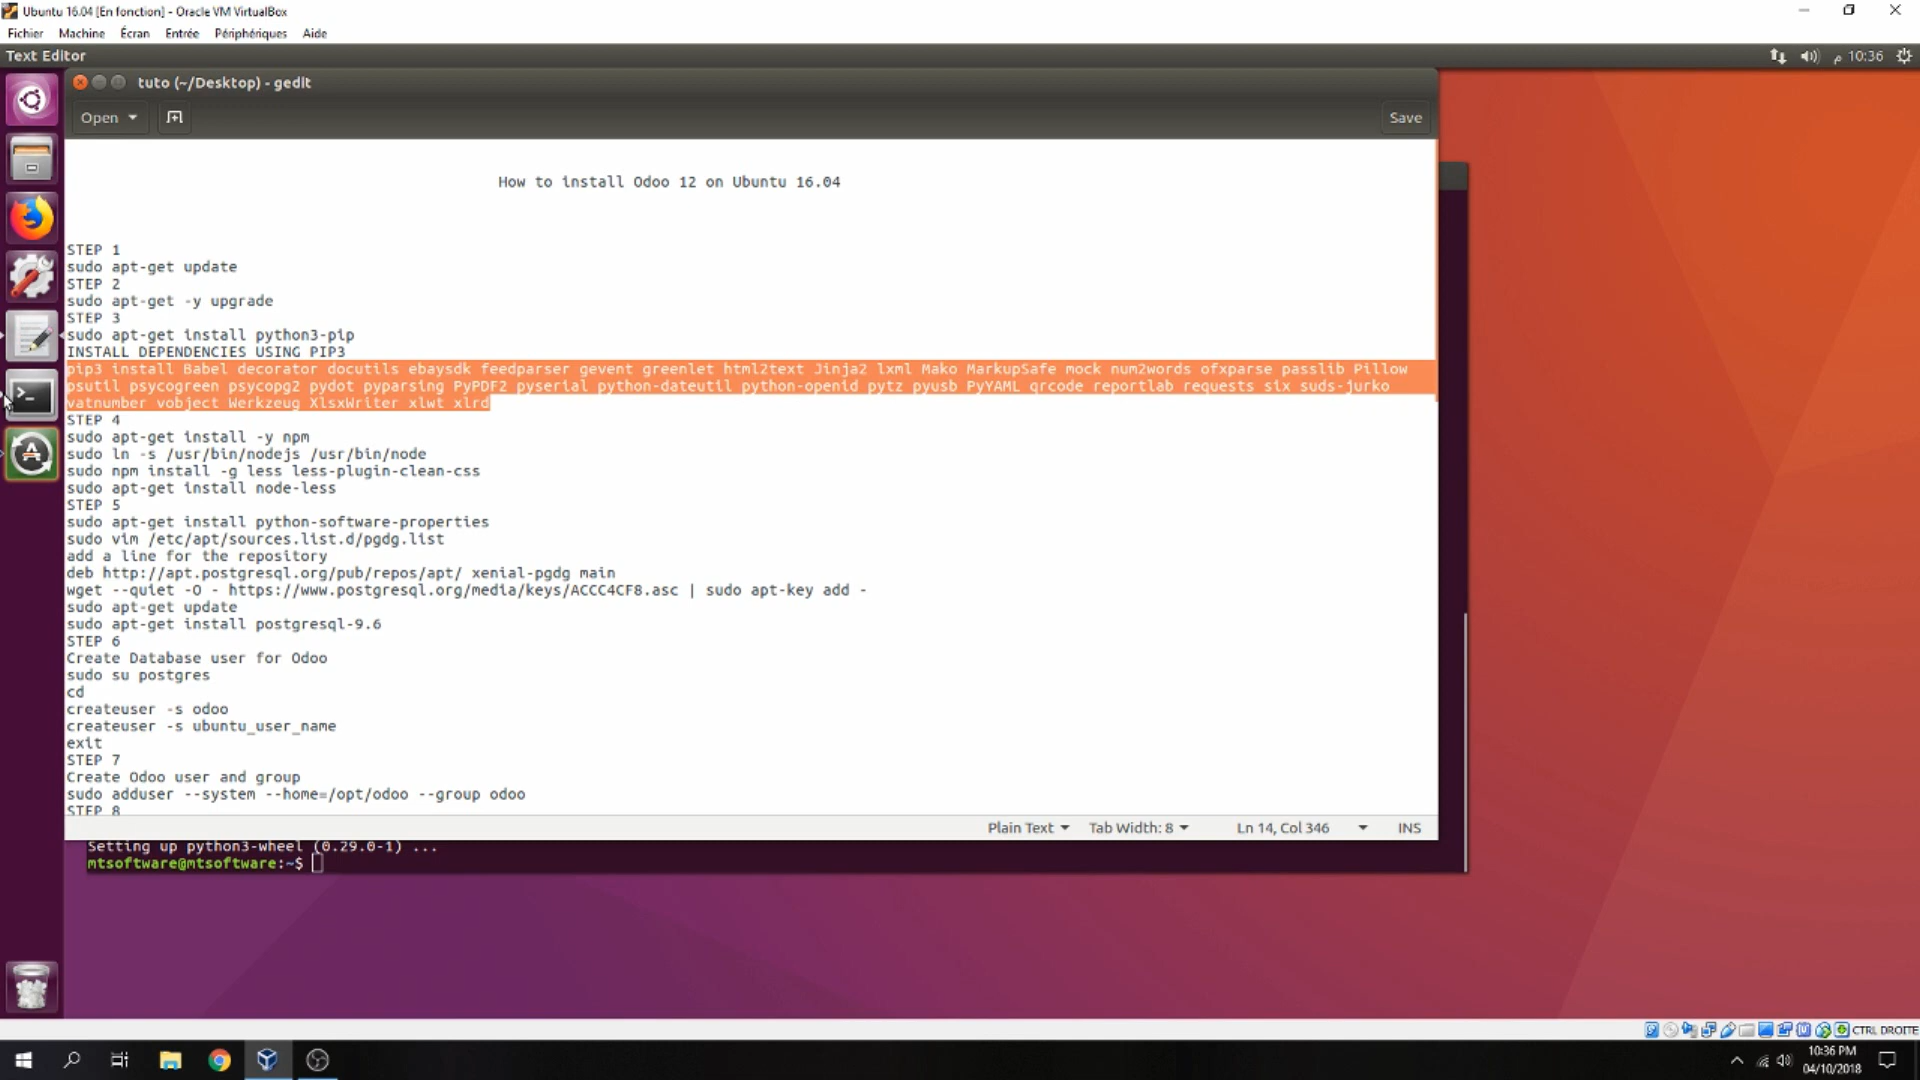 Ubuntu 16.04 [En fonction] - Oracle VM VirtualBox
Fichier Machine Écran Entrée Périphériques Aide
Text Editor
م 10:36
tuto (~/Desktop) - gedit
Open
Save
How to install Odoo 12 on Ubuntu 16.04
STEP 1
sudo apt-get update
STEP 2
sudo apt-get -y upgrade
STEP 3
sudo apt-get install python3-pip
INSTALL DEPENDENCIES USING PIP3
pip3 install Babel decorator docutils ebaysdk feedparser gevent greenlet html2text Jinja2 lxml Mako MarkupSafe mock num2words ofxparse passlib Pillow
psutil psycogreen psycopg2 pydot pyparsing PyPDF2 pyserial python-dateutil python-openid pytz pyusb PyYAML qrcode reportlab requests six suds-jurko
vatnumber vobject Werkzeug XlsxWriter xlwt xlrd
STEP 4
sudo apt-get install -y npm
sudo ln -s /usr/bin/nodejs /usr/bin/node
sudo npm install -g less less-plugin-clean-css
sudo apt-get install node-less
STEP 5
sudo apt-get install python-software-properties
sudo vim /etc/apt/sources.list.d/pgdg.list
add a line for the repository
deb http://apt.postgresql.org/pub/repos/apt/ xenial-pgdg main
wget --quiet -O - https://www.postgresql.org/media/keys/ACCC4CF8.asc | sudo apt-key add -
sudo apt-get update
sudo apt-get install postgresql-9.6
STEP 6
Create Database user for Odoo
sudo su postgres
cd
createuser -s odoo
createuser -s ubuntu_user_name
exit
STEP 7
Create Odoo user and group
sudo adduser --system --home=/opt/odoo --group odoo
STEP 8
Plain Text Tab Width: 8 Ln 14, Col 346 INS
Setting up python3-wheel (0.29.0-1) ...
mtsoftware@mtsoftware:~$
CTRL DROITE
10:36 PM
04/10/2018